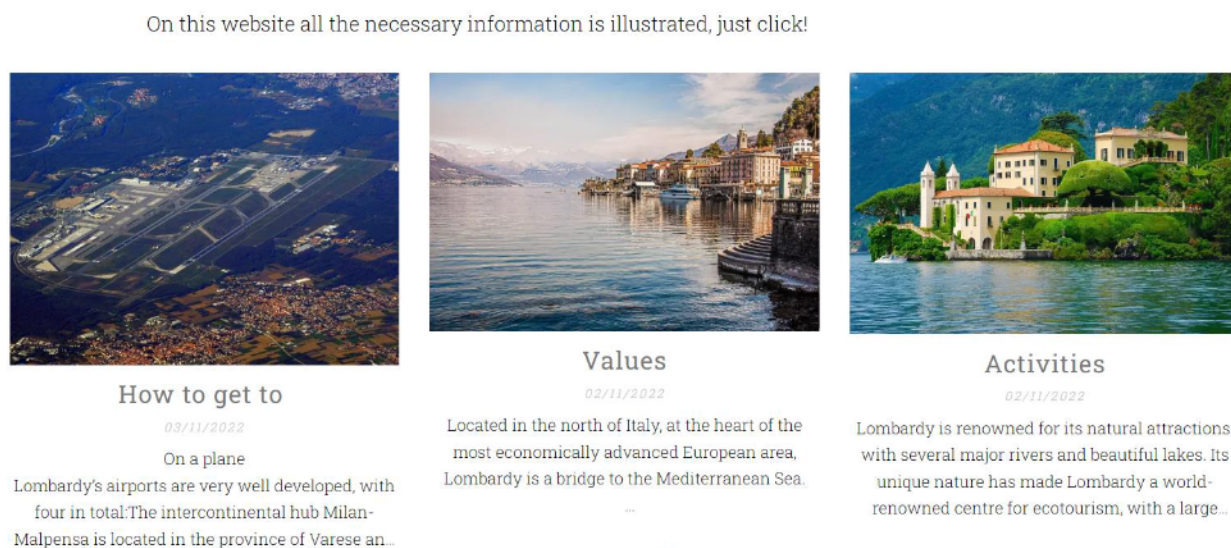 On this website all the necessary information is illustrated, just click!
How to get to
03/11/2022
On a plane
Lombardy's airports are very well developed, with
four in total:The intercontinental hub Milan-
Malpensa is located in the province of Varese an...
Values
02/11/2022
Located in the north of Italy, at the heart of the
most economically advanced European area,
Lombardy is a bridge to the Mediterranean Sea.
...
Activities
02/11/2022
Lombardy is renowned for its natural attractions
with several major rivers and beautiful lakes. Its
unique nature has made Lombardy a world-
renowned centre for ecotourism, with a large...